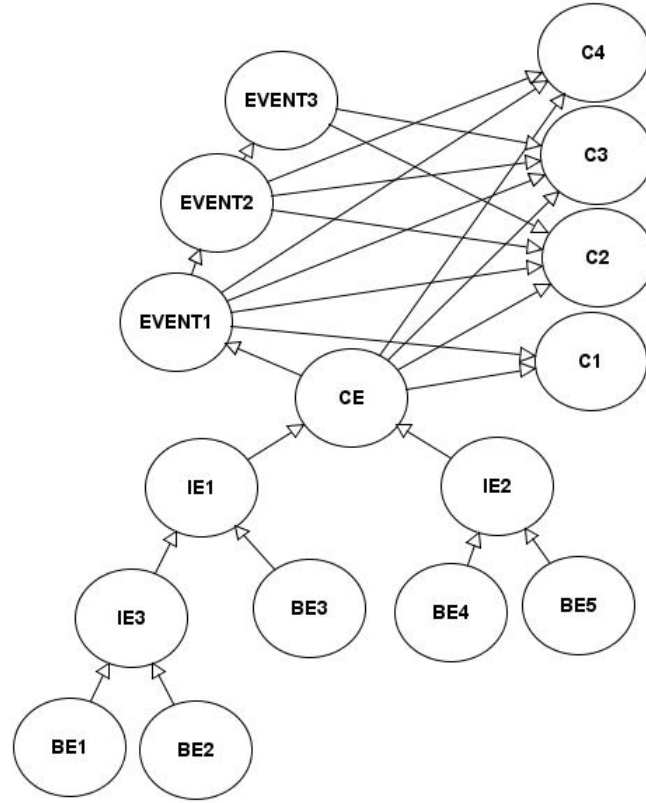 C4
EVENT3
C3
EVENT2
C2
EVENT1
C1
CE
IE1
IE2
BE3
BE4
BE5
IE3
BE1
BE2